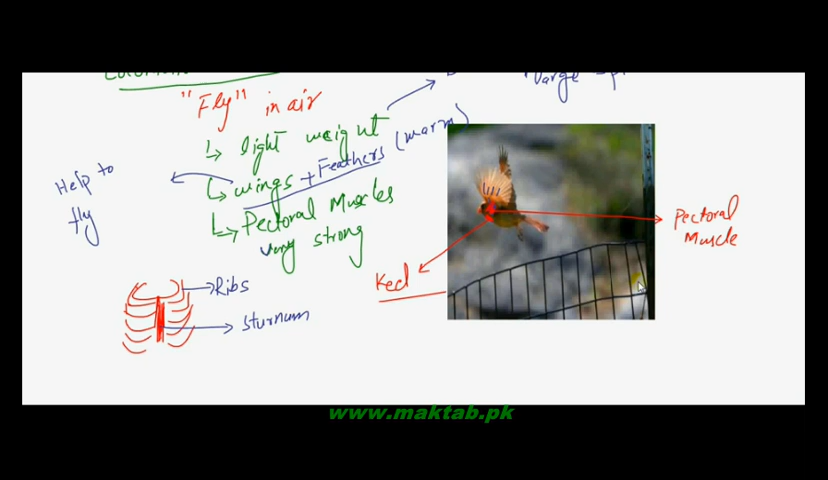 "Fly" in air
light weight
wings + Feathers (warm)
Help to
fly
Pectoral Muscles
very strong
Pectoral
Muscle
Keel
Ribs
sturnum
www.maktab.pk